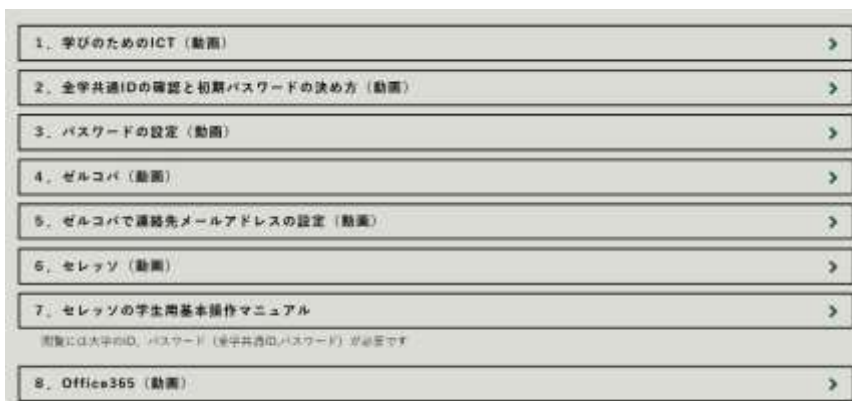 1、学びのためのICT（動画）
2、全学共通IDの確認と初期パスワードの決め方（動画）
3、パスワードの設定（動画）
4、ゼルコバ（動画）
5、ゼルコバで連絡先メールアドレスの設定（動画）
6、セレッソ（動画）
7、セレッソの学生用基本操作マニュアル
閲覧には大学のID、パスワード（全学共通ID,パスワード）が必要です
8、Office365（動画）